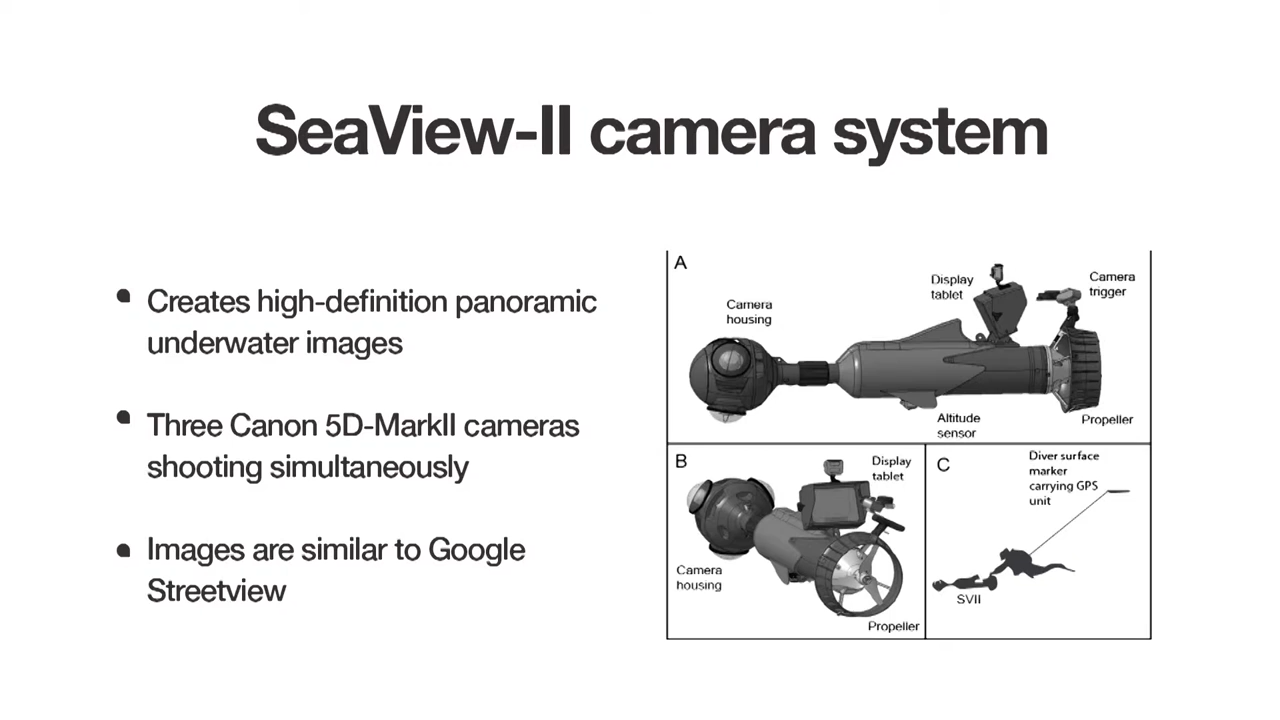 SeaView-II camera system
• Creates high-definition panoramic
underwater images
• Three Canon 5D-MarkII cameras
shooting simultaneously
• Images are similar to Google
Streetview
A
Camera
housing
Display
tablet
Camera
trigger
Altitude
sensor
Propeller
B
Display
tablet
Camera
housing
Propeller
C
Diver surface
marker
carrying GPS
unit
SVII